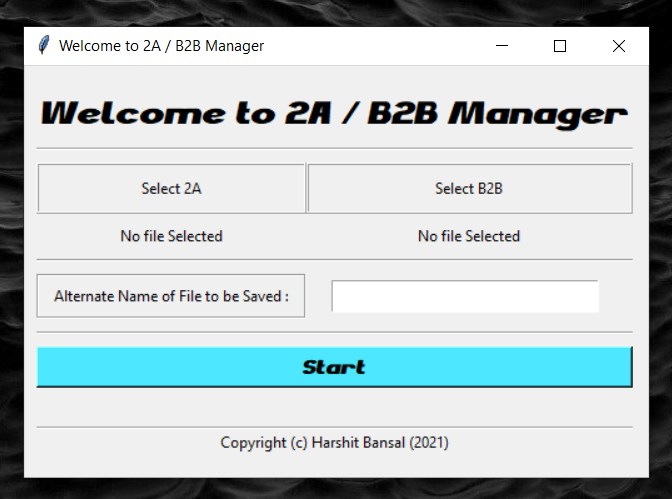 Welcome to 2A / B2B Manager
Welcome to 2A / B2B Manager
Select 2A
Select B2B
No file Selected
No file Selected
Alternate Name of File to be Saved :
Start
Copyright (c) Harshit Bansal (2021)